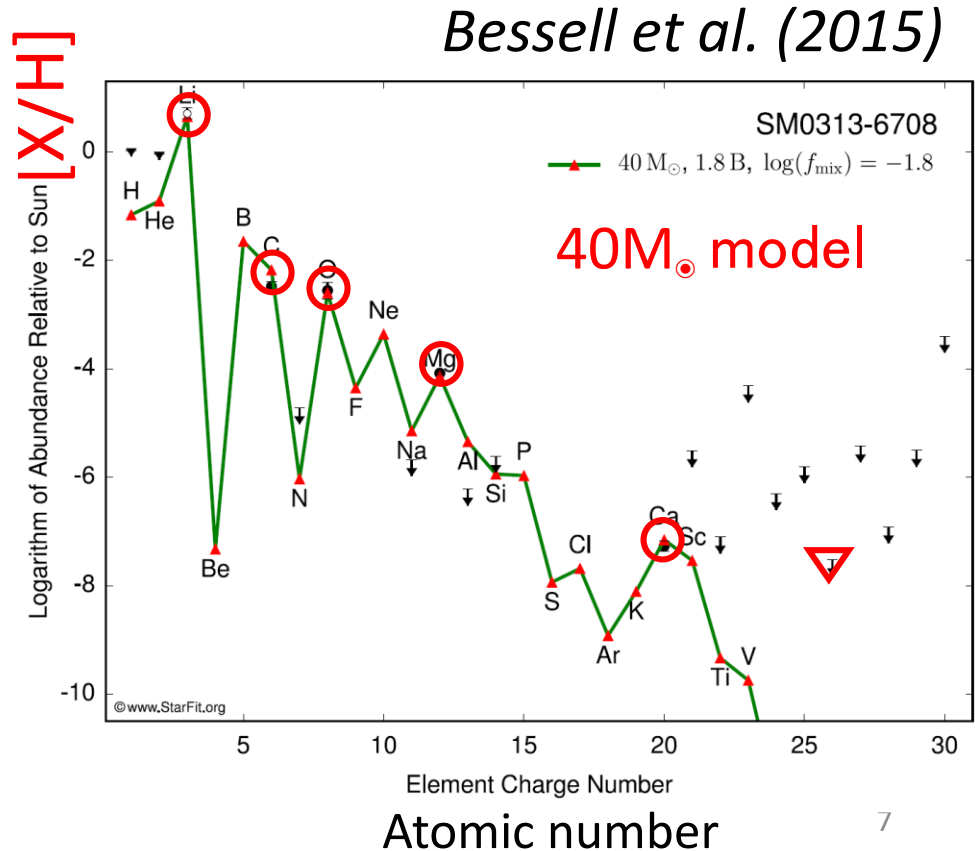 Bessell et al. (2015)
[X/H]
Logarithm of Abundance Relative to Sun
SM0313-6708
40 M⊙, 1.8 B, log(f_mix) = −1.8
40M⊙ model
0
-2
-4
-6
-8
-10
H
He
Li
Be
B
C
N
O
F
Ne
Na
Mg
Al
Si
P
S
Cl
Ar
K
Ca
Sc
Ti
V
©www.StarFit.org
5 10 15 20 25 30
Element Charge Number
Atomic number
7